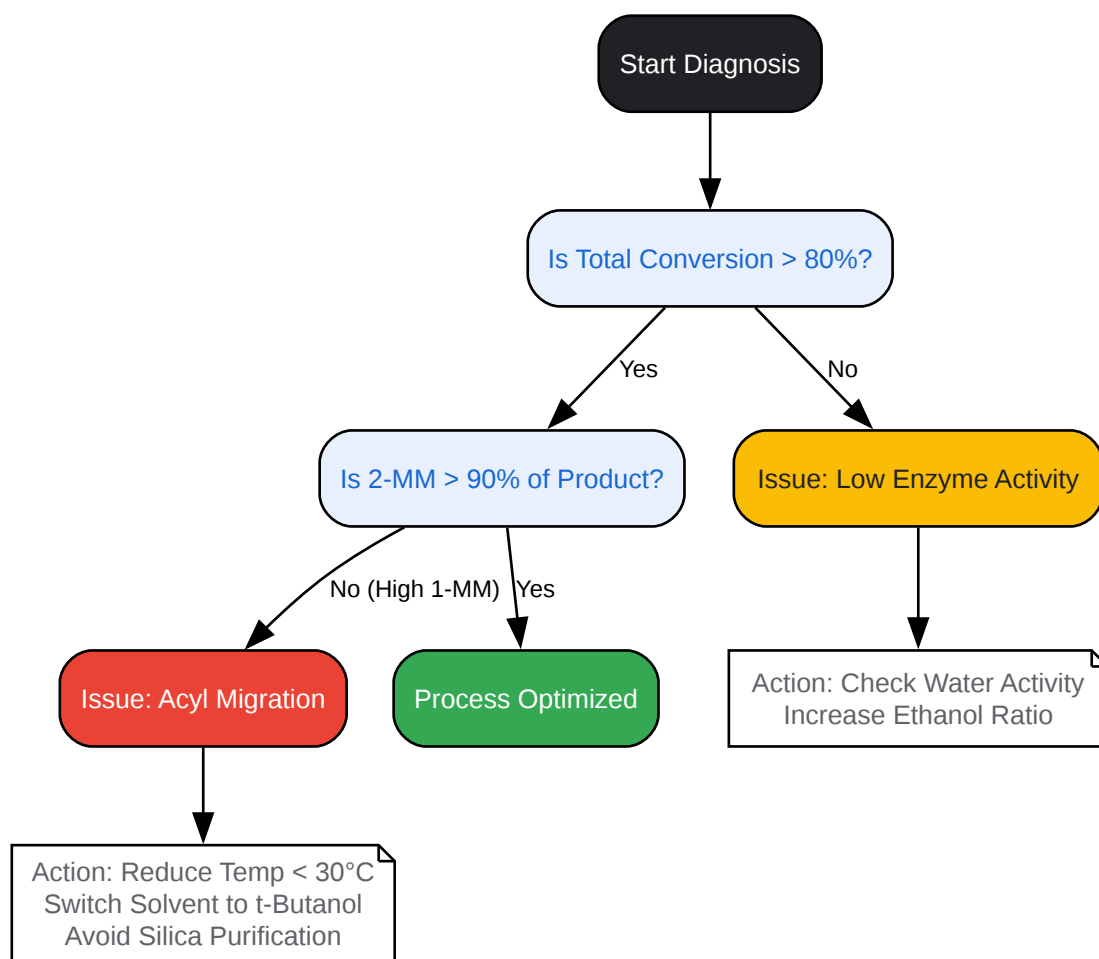 Start Diagnosis
Is Total Conversion > 80%?
Yes
No
Is 2-MM > 90% of Product?
Issue: Low Enzyme Activity
No (High 1-MM)
Yes
Issue: Acyl Migration
Process Optimized
Action: Check Water Activity
Increase Ethanol Ratio
Action: Reduce Temp < 30°C
Switch Solvent to t-Butanol
Avoid Silica Purification